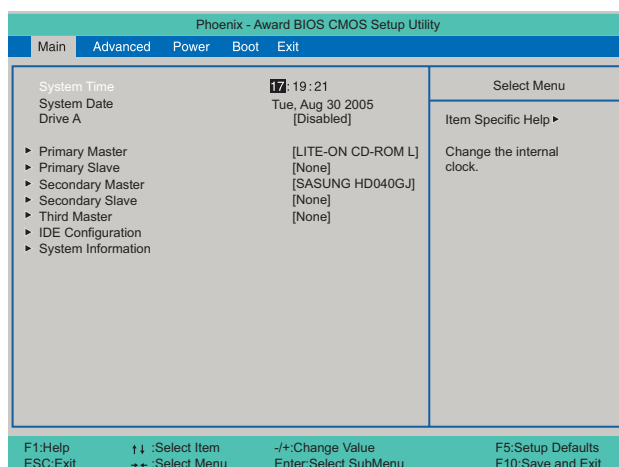 Phoenix - Award BIOS CMOS Setup Utility
Main Advanced Power Boot Exit
System Time 17:19:21
System Date Tue, Aug 30 2005
Drive A [Disabled]
Primary Master [LITE-ON CD-ROM L]
Primary Slave [None]
Secondary Master [SASUNG HD040GJ]
Secondary Slave [None]
Third Master [None]
IDE Configuration
System Information
Select Menu
Item Specific Help
Change the internal
clock.
F1:Help ↑↓ :Select Item -/+:Change Value F5:Setup Defaults
ESC:Exit →← :Select Menu Enter:Select SubMenu F10:Save and Exit